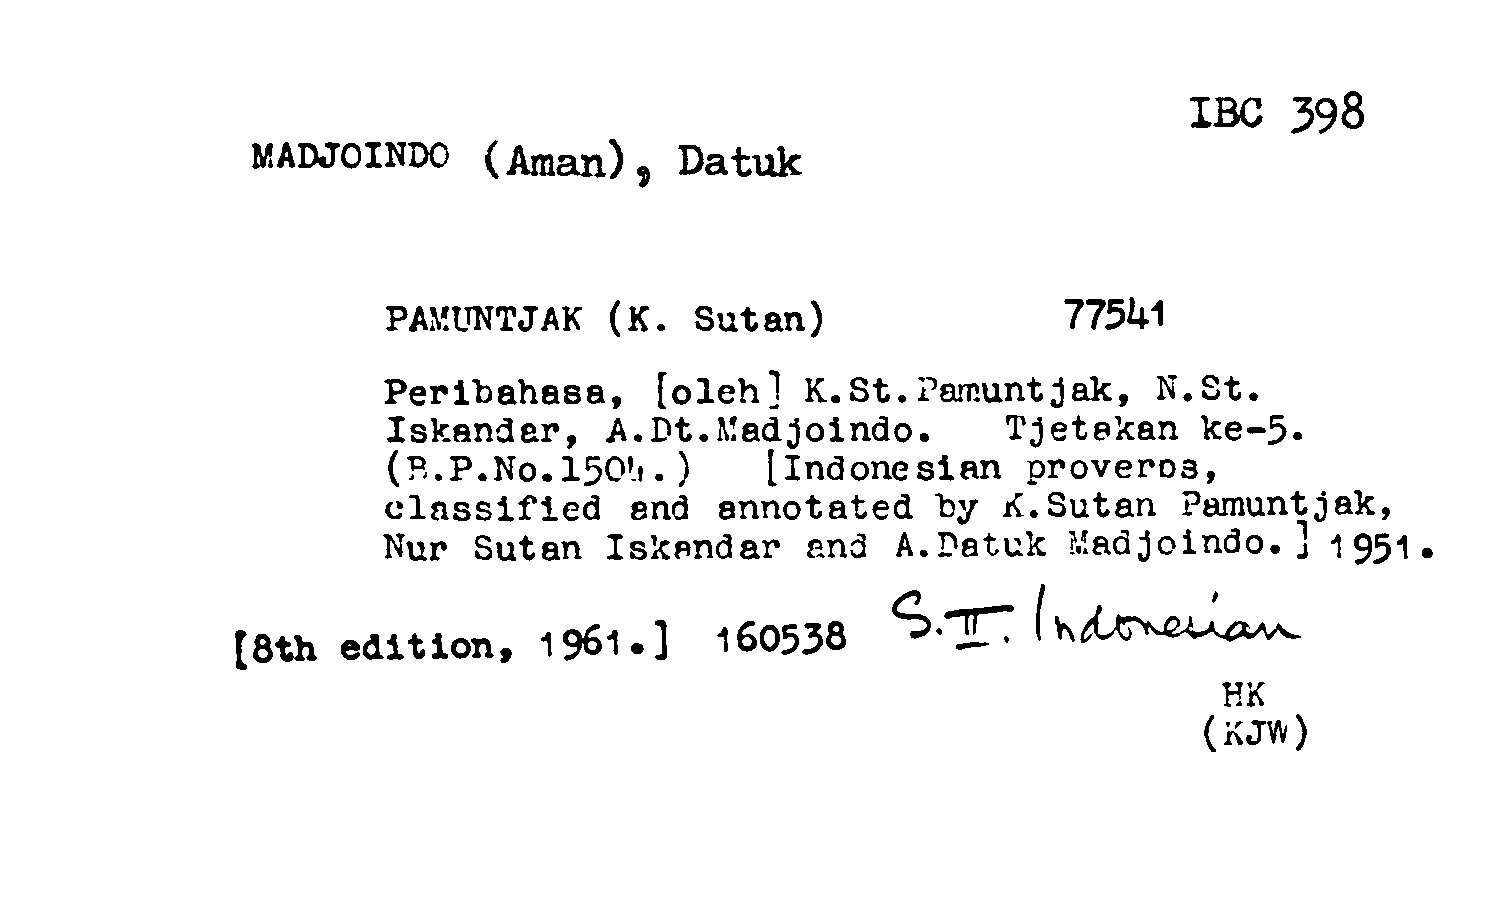 IBC 398
MADJOINDO (Aman), Datuk
PAMUNTJAK (K. Sutan) 77541
Peribahasa, [oleh] K.St.Pamuntjak, N.St.
Iskandar, A.Dt.Madjoindo. Tjetakan ke-5.
(B.P.No.1504.) [Indonesian proverbs,
classified and annotated by K.Sutan Pamuntjak,
Nur Sutan Iskandar and A.Datuk Madjoindo.] 1951.
[8th edition, 1961.] 160538 S.II. Indonesian
HK
(KJW)